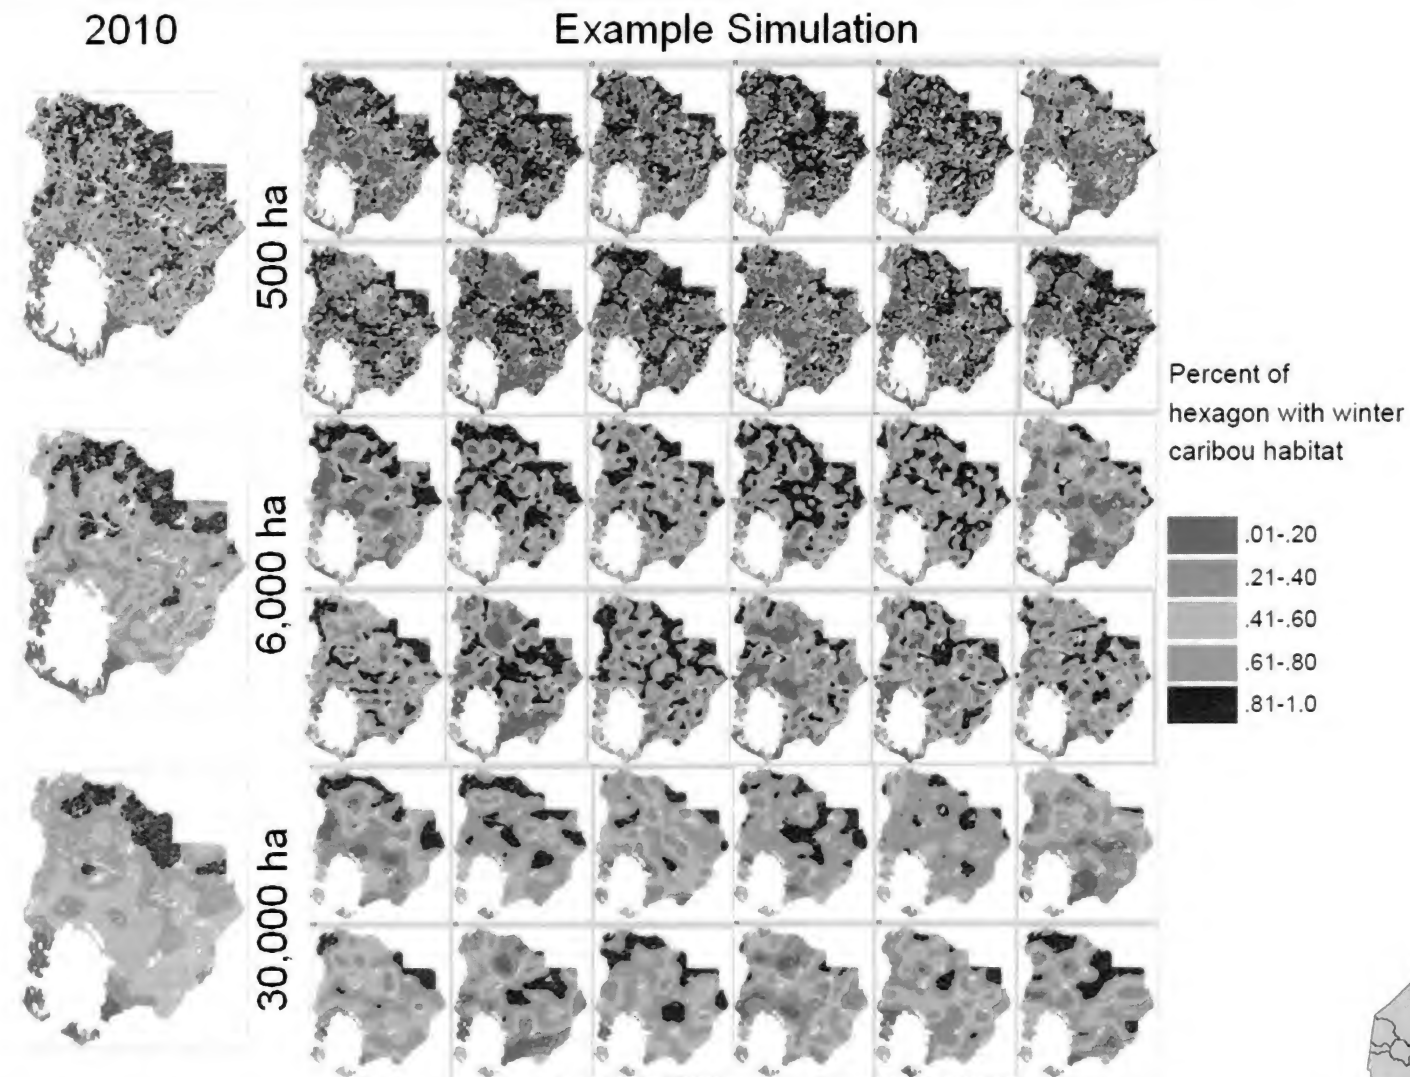 2010
Example Simulation
500 ha
6,000 ha
30,000 ha
Percent of
hexagon with winter
caribou habitat
.01-.20
.21-.40
.41-.60
.61-.80
.81-1.0